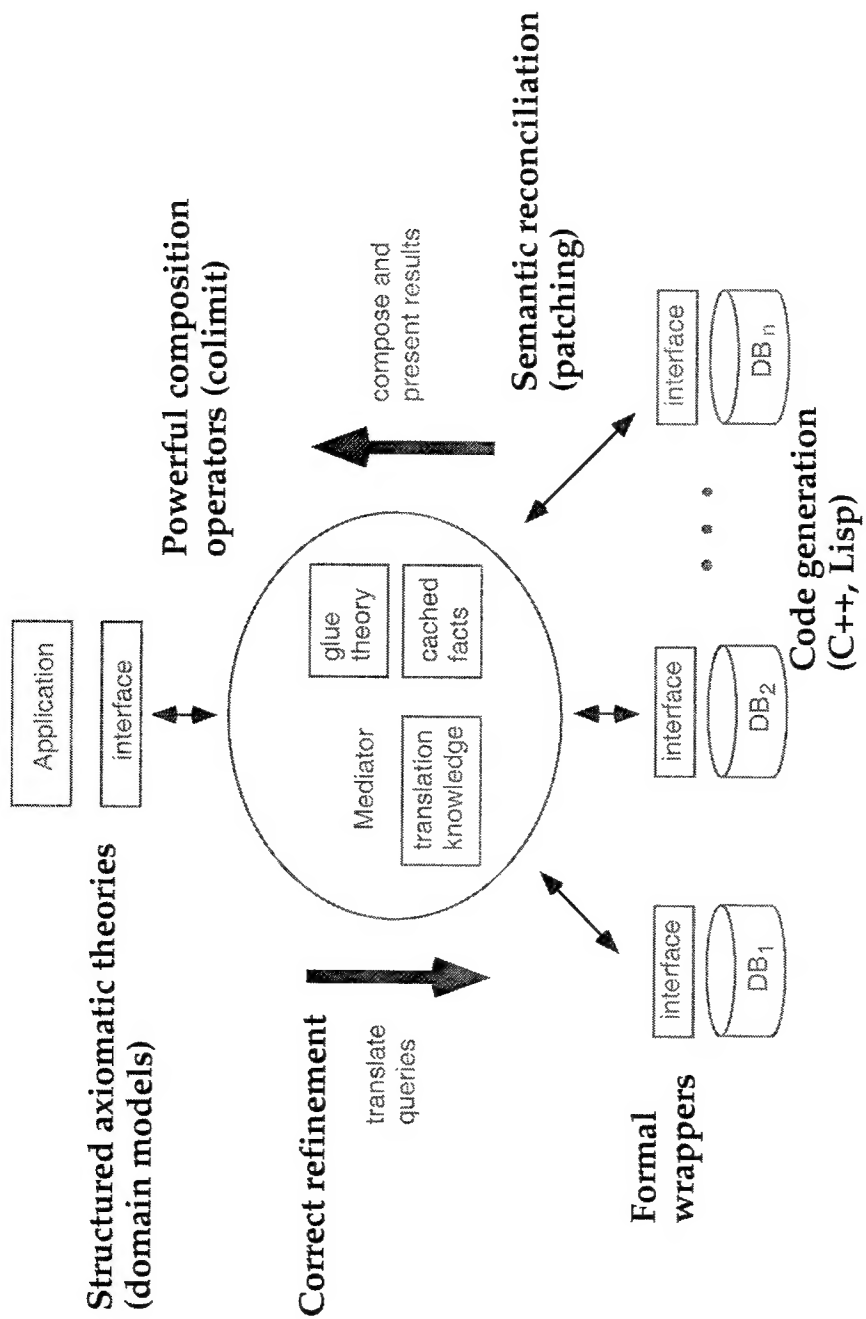 Application
interface
Structured axiomatic theories
(domain models)
Powerful composition
operators (colimit)
Correct refinement
translate
queries
Mediator
translation
knowledge
glue
theory
cached
facts
compose and
present results
Semantic reconciliation
(patching)
Formal
wrappers
interface
DB1
interface
DB2
• • •
interface
DBn
Code generation
(C++, Lisp)